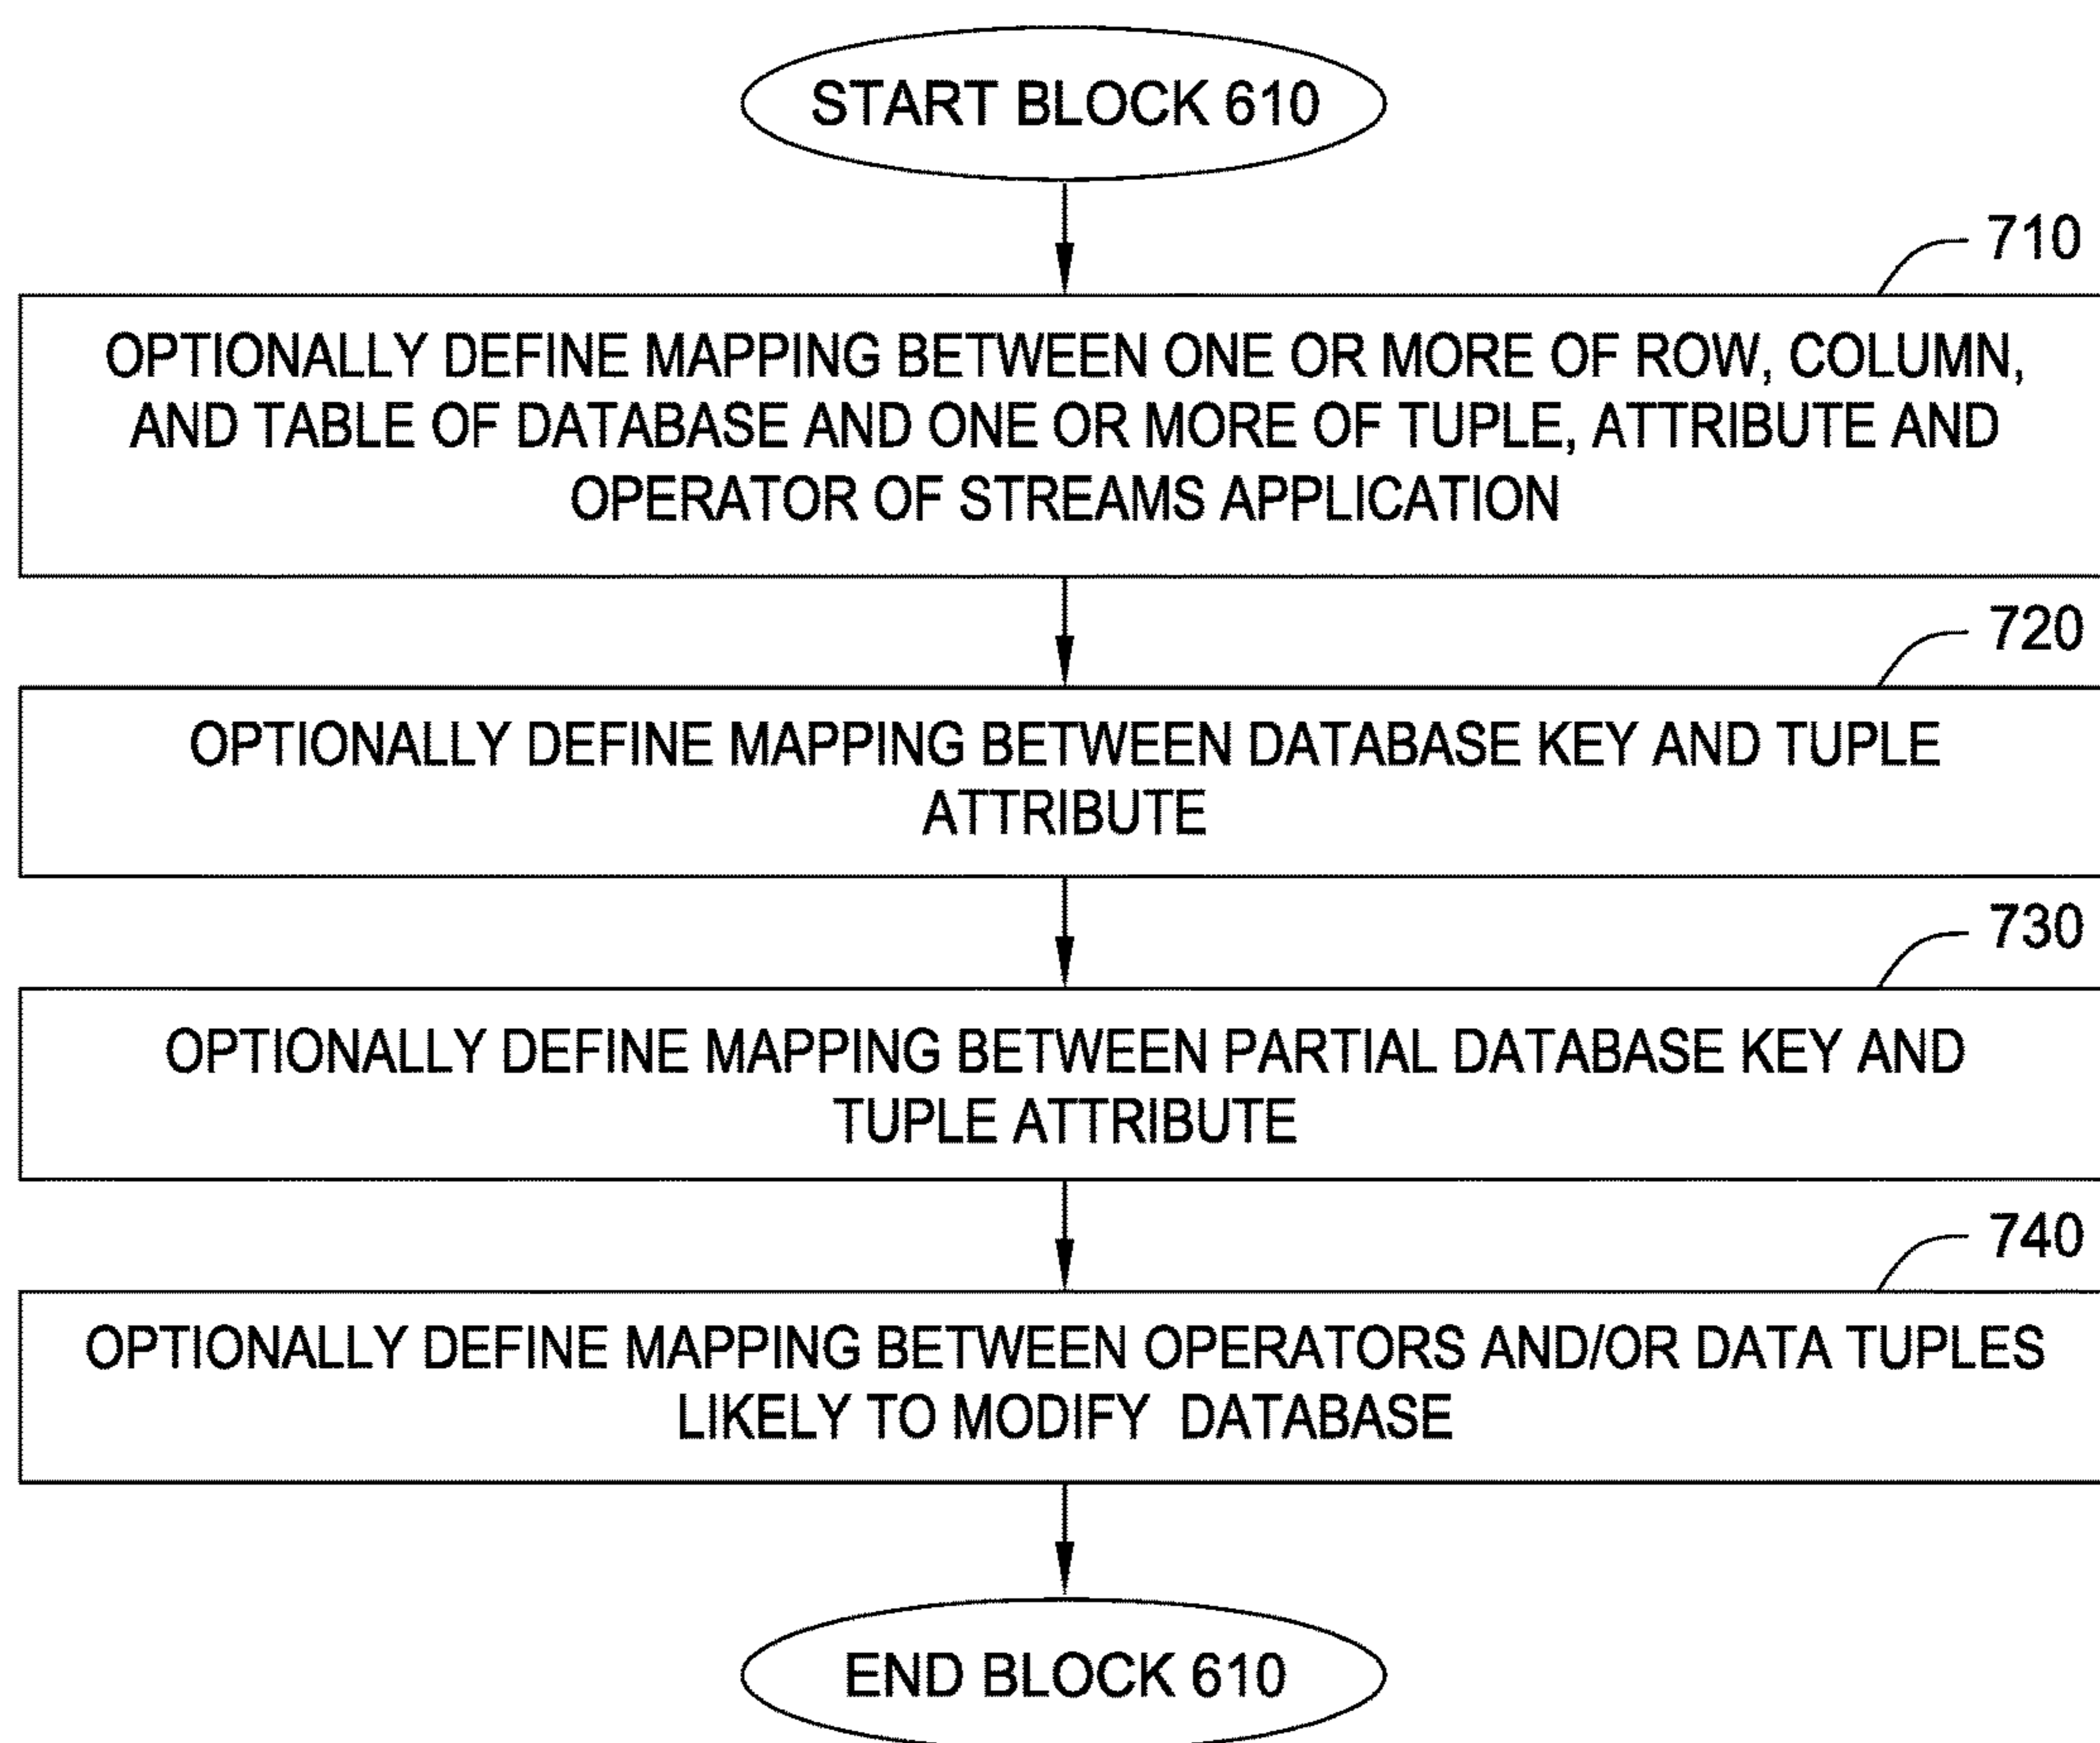 START BLOCK 610
710
OPTIONALLY DEFINE MAPPING BETWEEN ONE OR MORE OF ROW, COLUMN,
AND TABLE OF DATABASE AND ONE OR MORE OF TUPLE, ATTRIBUTE AND
OPERATOR OF STREAMS APPLICATION
720
OPTIONALLY DEFINE MAPPING BETWEEN DATABASE KEY AND TUPLE
ATTRIBUTE
730
OPTIONALLY DEFINE MAPPING BETWEEN PARTIAL DATABASE KEY AND
TUPLE ATTRIBUTE
740
OPTIONALLY DEFINE MAPPING BETWEEN OPERATORS AND/OR DATA TUPLES
LIKELY TO MODIFY DATABASE
END BLOCK 610